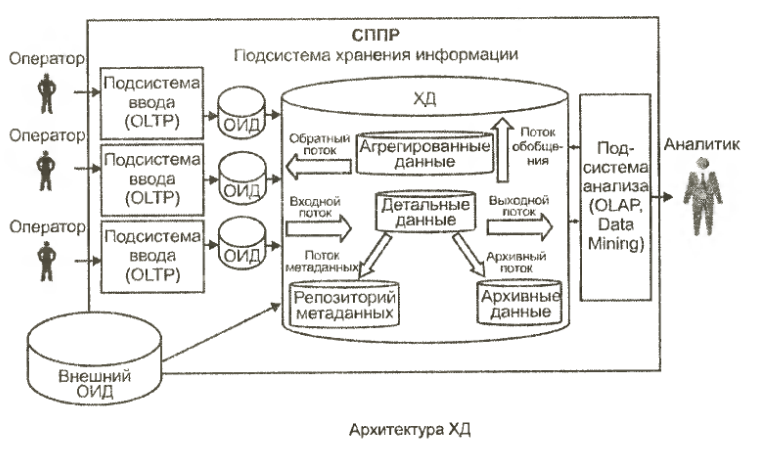 СППР
Подсистема хранения информации
Оператор
Подсистема
ввода
(OLTP)
ОИД
Оператор
Подсистема
ввода
(OLTP)
ОИД
Оператор
Подсистема
ввода
(OLTP)
ОИД
Внешний
ОИД
ХД
Обратный
поток
Агрегированные
данные
Поток
обобще-
ния
Входной
поток
Детальные
данные
Выходной
поток
Поток
метаданных
Архивный
поток
Репозиторий
метаданных
Архивные
данные
Под-
система
анализа
(OLAP,
Data
Mining)
Аналитик
Архитектура ХД